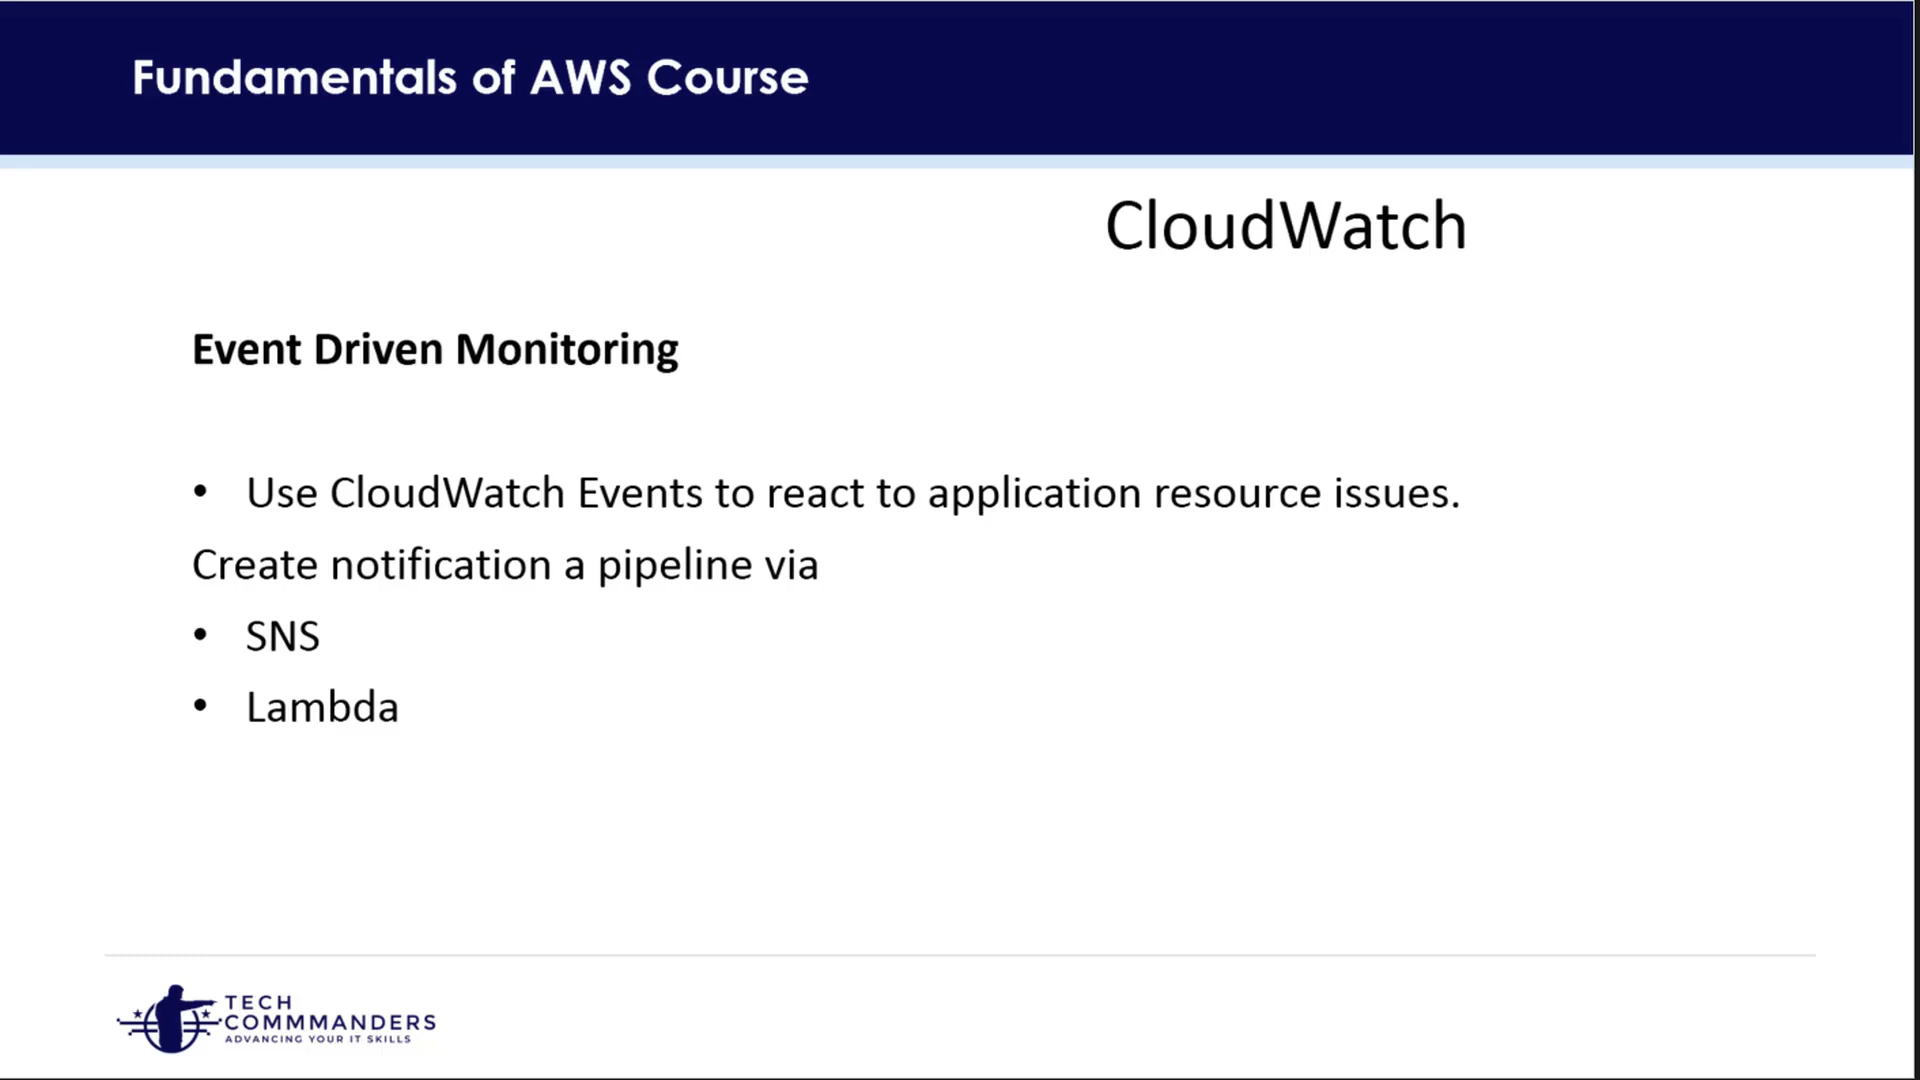 Fundamentals of AWS Course
CloudWatch
Event Driven Monitoring
• Use CloudWatch Events to react to application resource issues.
Create notification a pipeline via
• SNS
• Lambda
TECH
COMMMANDERS
ADVANCING YOUR IT SKILLS